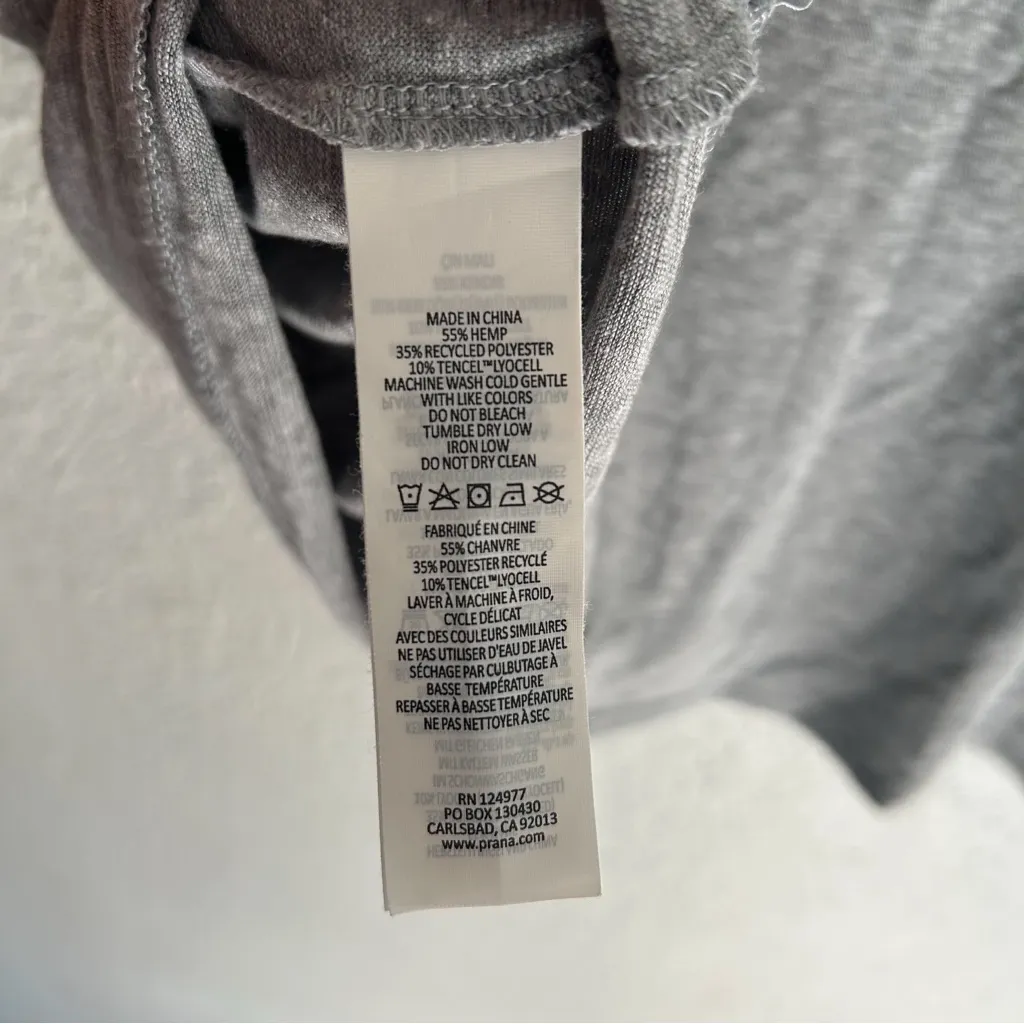 MADE IN CHINA
55% HEMP
35% RECYCLED POLYESTER
10% TENCEL™LYOCELL
MACHINE WASH COLD GENTLE
WITH LIKE COLORS
DO NOT BLEACH
TUMBLE DRY LOW
IRON LOW
DO NOT DRY CLEAN
FABRIQUÉ EN CHINE
55% CHANVRE
35% POLYESTER RECYCLÉ
10% TENCEL™LYOCELL
LAVER À MACHINE À FROID,
CYCLE DÉLICAT
AVEC DES COULEURS SIMILAIRES
NE PAS UTILISER D'EAU DE JAVEL
SÉCHAGE PAR CULBUTAGE À
BASSE TEMPÉRATURE
REPASSER À BASSE TEMPÉRATURE
NE PAS NETTOYER À SEC
RN 124977
PO BOX 130430
CARLSBAD, CA 92013
www.prana.com